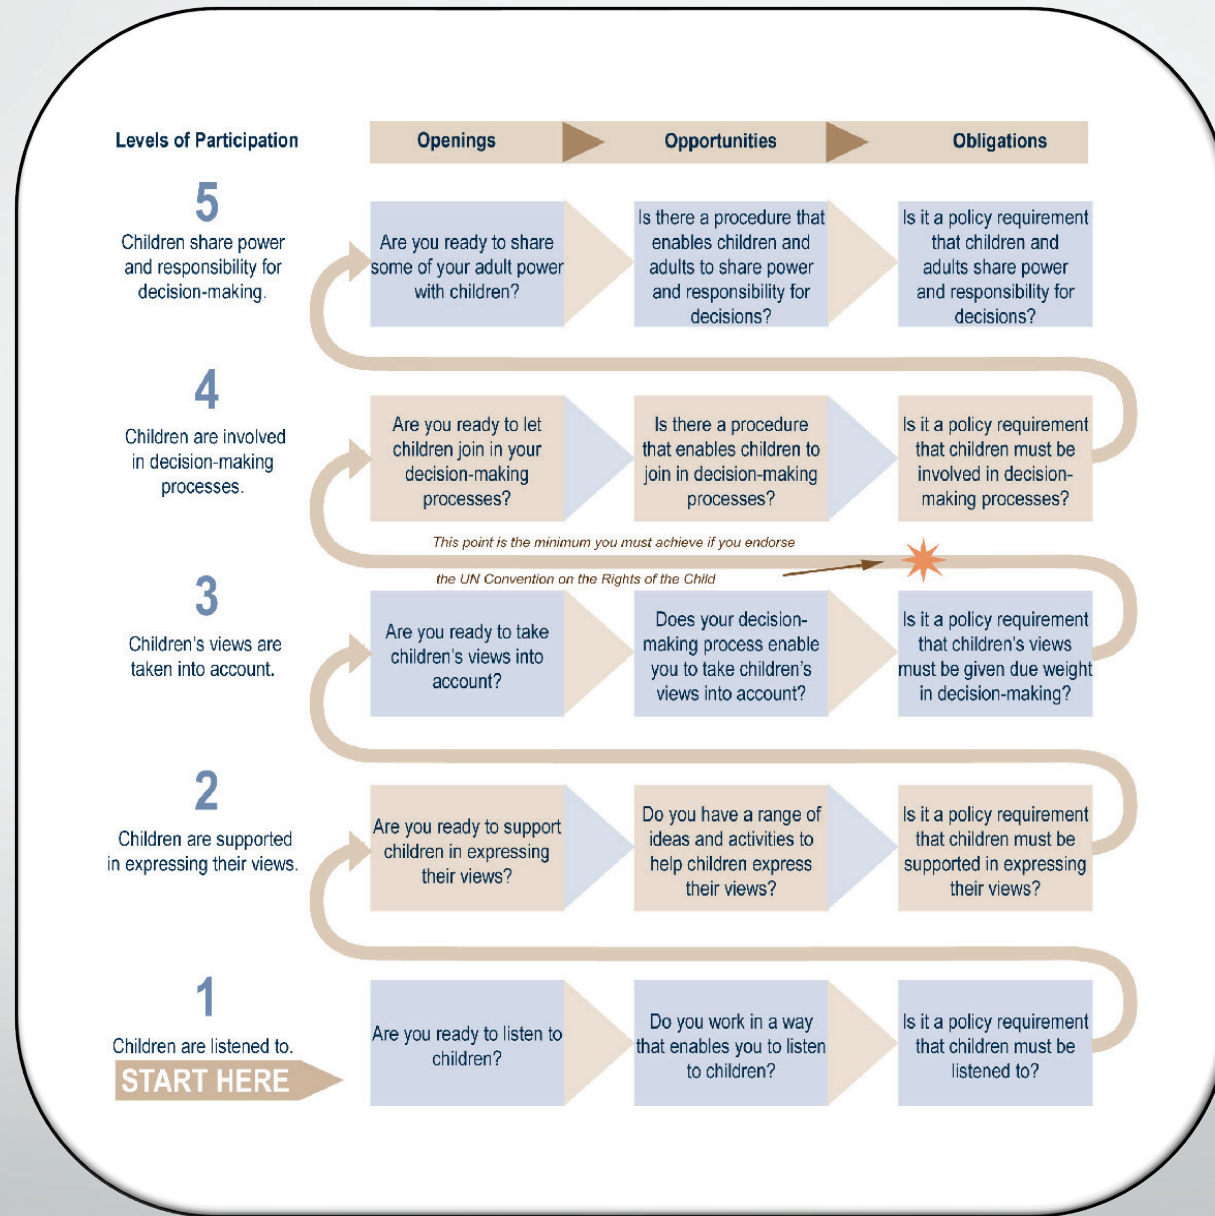 Levels of Participation
Openings
Opportunities
Obligations
5
Children share power
and responsibility for
decision-making.
Are you ready to share
some of your adult power
with children?
Is there a procedure that
enables children and
adults to share power
and responsibility for
decisions?
Is it a policy requirement
that children and
adults share power
and responsibility for
decisions?
4
Children are involved
in decision-making
processes.
Are you ready to let
children join in your
decision-making
processes?
Is there a procedure
that enables children to
join in decision-making
processes?
Is it a policy requirement
that children must be
involved in decision-
making processes?
This point is the minimum you must achieve if you endorse
the UN Convention on the Rights of the Child
3
Children's views are
taken into account.
Are you ready to take
children's views into
account?
Does your decision-
making process enable
you to take children's
views into account?
Is it a policy requirement
that children's views
must be given due weight
in decision-making?
2
Children are supported
in expressing their views.
Are you ready to support
children in expressing
their views?
Do you have a range of
ideas and activities to
help children express
their views?
Is it a policy requirement
that children must be
supported in expressing
their views?
1
Children are listened to.
START HERE
Are you ready to listen to
children?
Do you work in a way
that enables you to listen
to children?
Is it a policy requirement
that children must be
listened to?